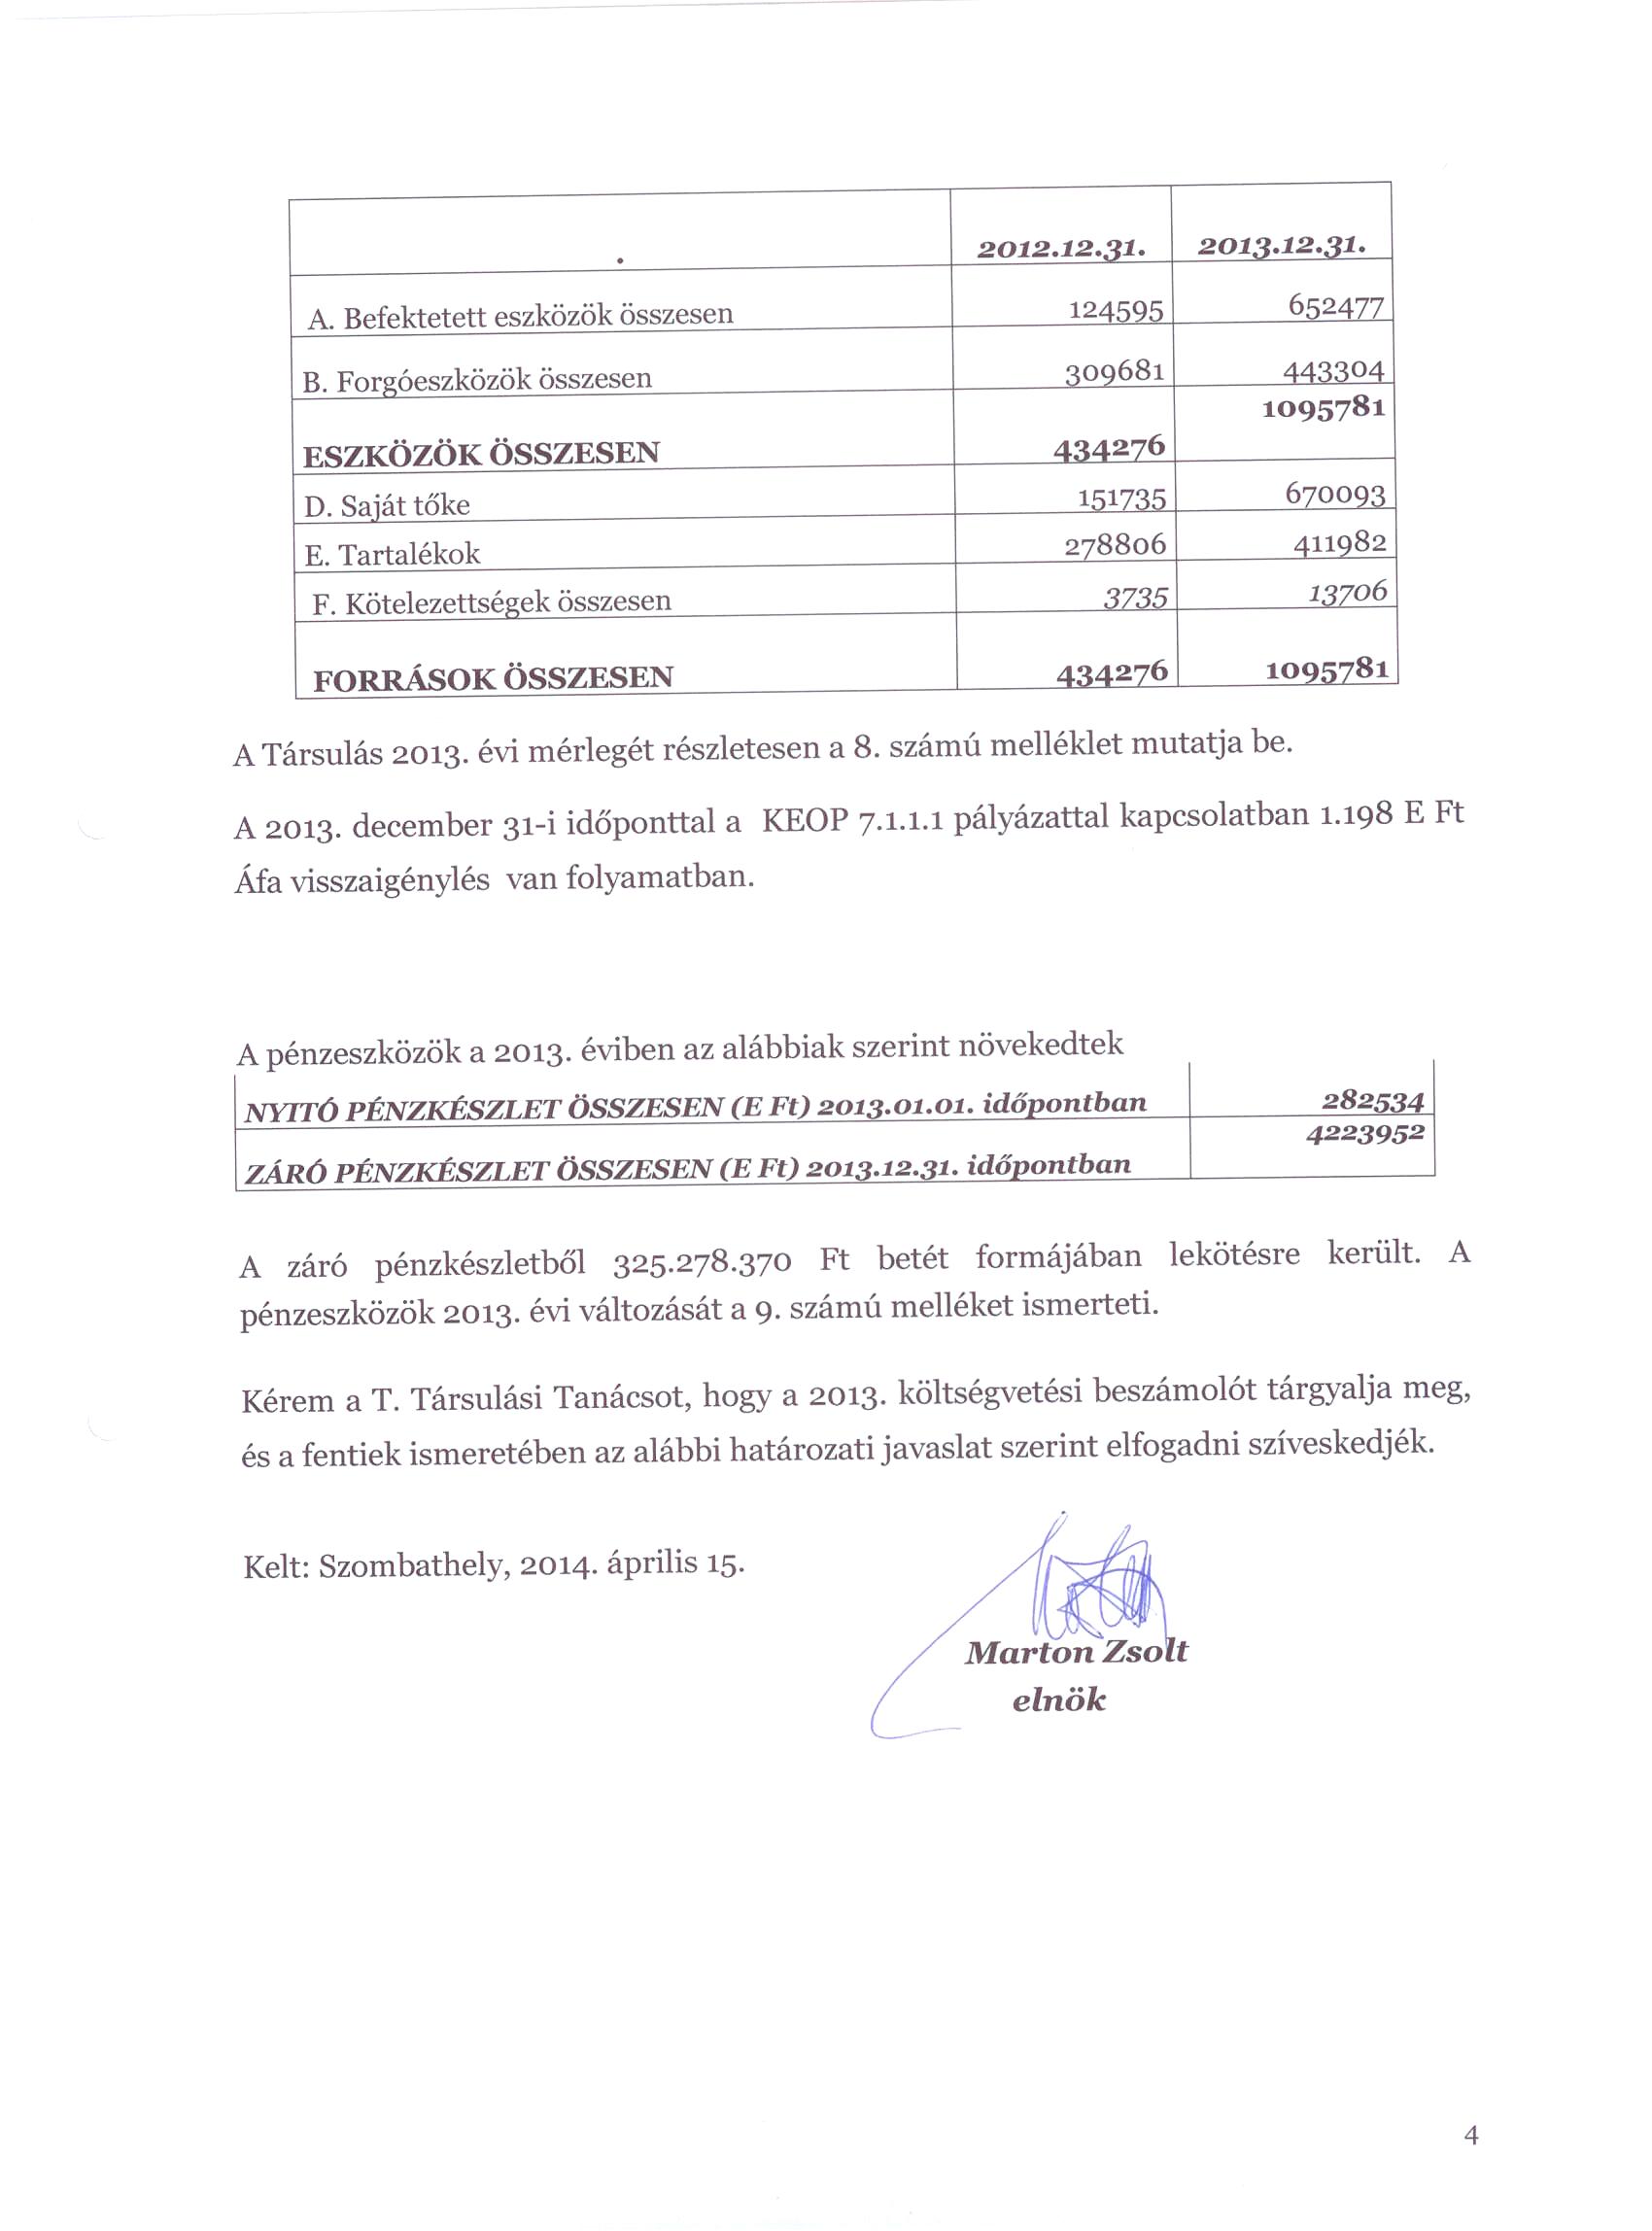 . 2012.12.31. 2013.12.31.
A. Befektetett eszközök összesen 124595 652477
B. Forgóeszközök összesen 309681 443304
ESZKÖZÖK ÖSSZESEN 434276 1095781
D. Saját tőke 151735 670093
E. Tartalékok 278806 411982
F. Kötelezettségek összesen 3735 13706
FORRÁSOK ÖSSZESEN 434276 1095781
A Társulás 2013. évi mérlegét részletesen a 8. számú melléklet mutatja be.
A 2013. december 31-i időponttal a KEOP 7.1.1.1 pályázattal kapcsolatban 1.198 E Ft
Áfa visszaigénylés van folyamatban.
A pénzeszközök a 2013. éviben az alábbiak szerint növekedtek
NYITÓ PÉNZKÉSZLET ÖSSZESEN (E Ft) 2013.01.01. időpontban 282534
ZÁRÓ PÉNZKÉSZLET ÖSSZESEN (E Ft) 2013.12.31. időpontban 4223952
A záró pénzkészletből 325.278.370 Ft betét formájában lekötésre került. A
pénzeszközök 2013. évi változását a 9. számú melléket ismerteti.
Kérem a T. Társulási Tanácsot, hogy a 2013. költségvetési beszámolót tárgyalja meg,
és a fentiek ismeretében az alábbi határozati javaslat szerint elfogadni szíveskedjék.
Kelt: Szombathely, 2014. április 15.
Marton Zsolt
elnök
4